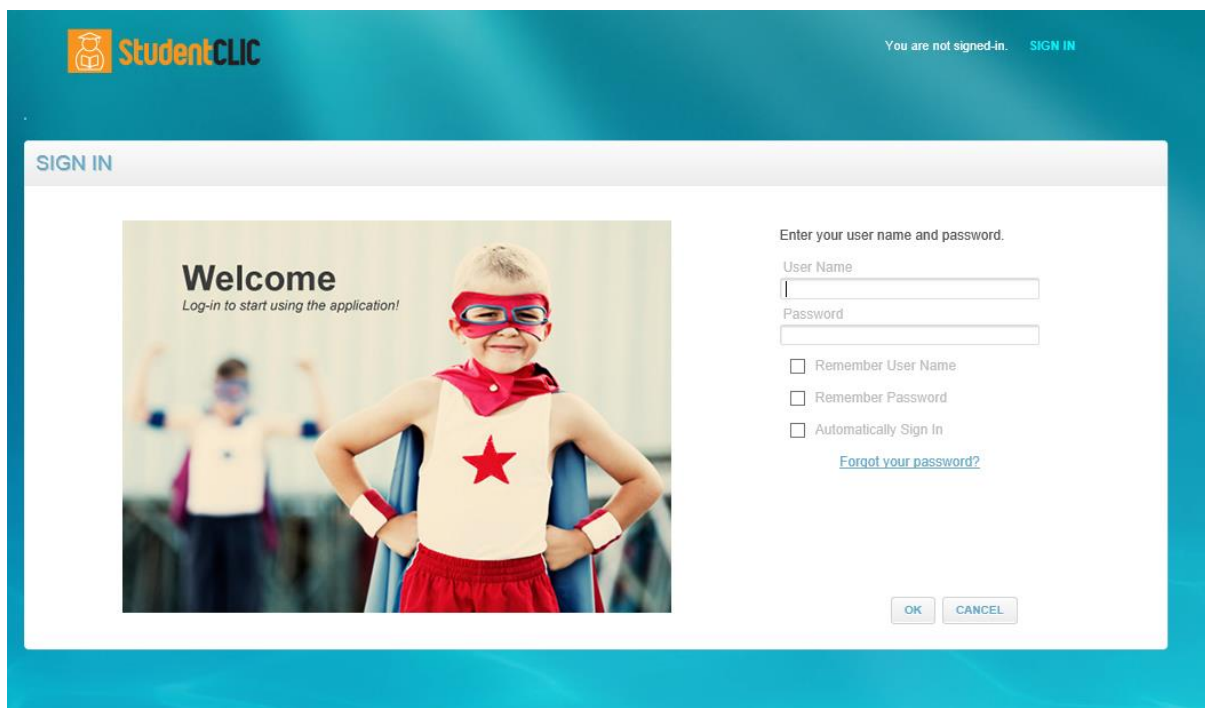 StudentCLIC
You are not signed-in. SIGN IN
SIGN IN
Welcome
Log-in to start using the application!
Enter your user name and password.
User Name
Password
Remember User Name
Remember Password
Automatically Sign In
Forgot your password?
OK CANCEL